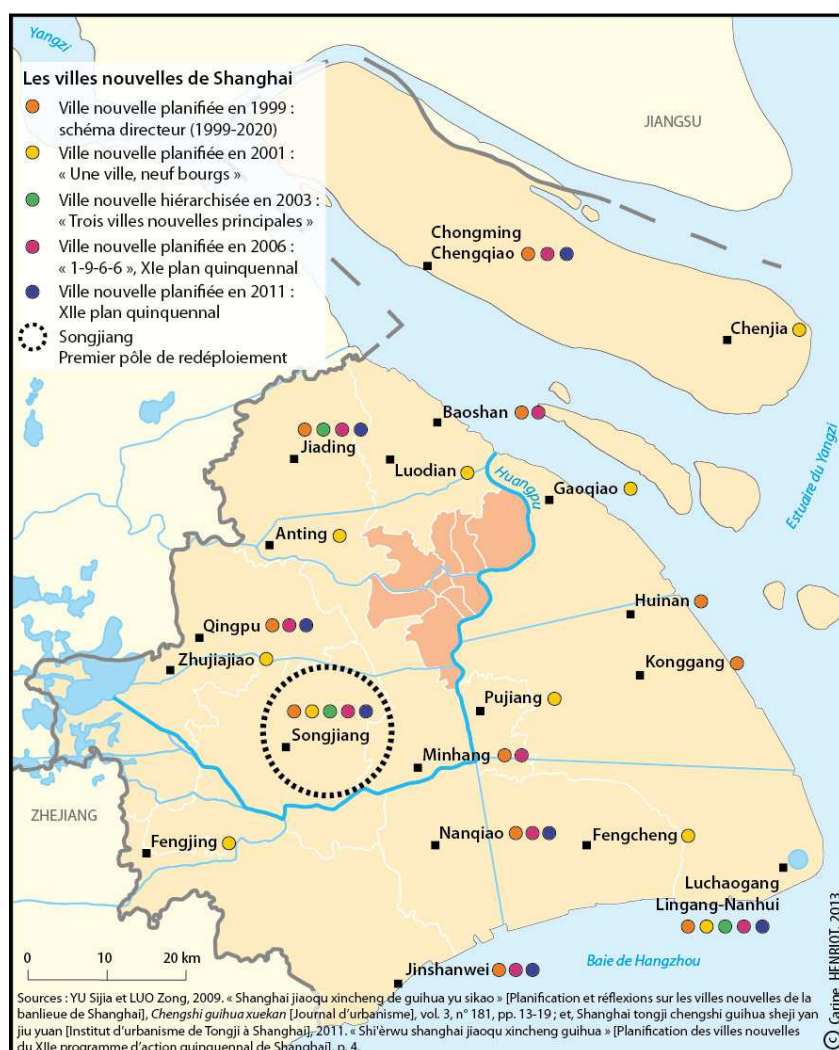 Yangzi
Les villes nouvelles de Shanghai
Ville nouvelle planifiée en 1999 :
schéma directeur (1999-2020)
Ville nouvelle planifiée en 2001 :
« Une ville, neuf bourgs »
Ville nouvelle hiérarchisée en 2003 :
« Trois villes nouvelles principales »
Ville nouvelle planifiée en 2006 :
« 1-9-6-6 », XIe plan quinquennal
Ville nouvelle planifiée en 2011 :
XIIe plan quinquennal
Songjiang
Premier pôle de redéploiement
JIANGSU
Chongming
Chengqiao
Chenjia
Baoshan
Jiading
Luodian
Huangpu
Gaoqiao
Estuaire du Yangzi
Anting
Huinan
Qingpu
Zhujiajiao
Konggang
Pujiang
Songjiang
Minhang
ZHEJIANG
Fengjing
Nanqiao
Fengcheng
Luchaogang
Lingang-Nanhui
Baie de Hangzhou
0 10 20 km
Jinshanwei
© Carine HENRIOT, 2013
Sources : YU Sijia et LUO Zong, 2009. « Shanghai jiaoqu xincheng de guihua yu sikao » [Planification et réflexions sur les villes nouvelles de la
banlieue de Shanghai], Chengshi guihua xuekan [Journal d'urbanisme], vol. 3, n° 181, pp. 13-19 ; et, Shanghai tongji chengshi guihua sheji yan
jiu yuan [Institut d'urbanisme de Tongji à Shanghai], 2011. « Shi'èrwu shanghai jiaoqu xincheng guihua » [Planification des villes nouvelles
du XIIe programme d'action quinquennal de Shanghai], p. 4.